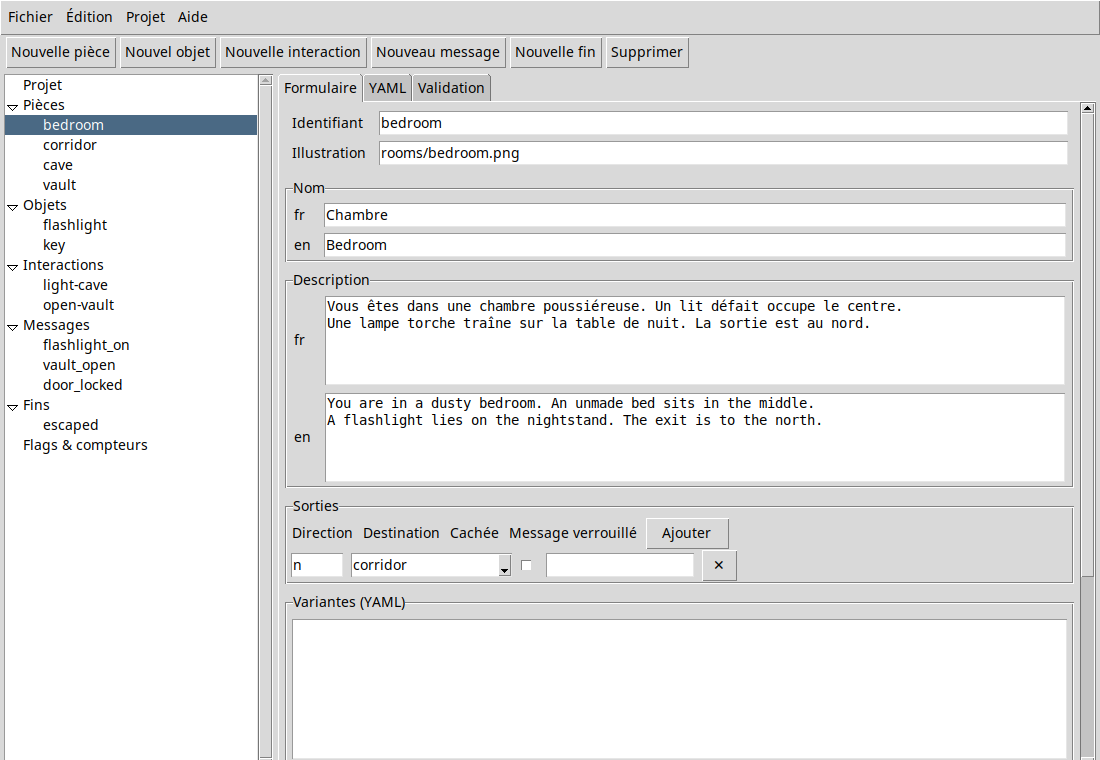 Fichier Édition Projet Aide
Nouvelle pièce Nouvel objet Nouvelle interaction Nouveau message Nouvelle fin Supprimer
Projet
Pièces
bedroom
corridor
cave
vault
Objets
flashlight
key
Interactions
light-cave
open-vault
Messages
flashlight_on
vault_open
door_locked
Fins
escaped
Flags & compteurs
Formulaire YAML Validation
Identifiant bedroom
Illustration rooms/bedroom.png
Nom
fr Chambre
en Bedroom
Description
fr
Vous êtes dans une chambre poussiéreuse. Un lit défait occupe le centre.
Une lampe torche traîne sur la table de nuit. La sortie est au nord.
en
You are in a dusty bedroom. An unmade bed sits in the middle.
A flashlight lies on the nightstand. The exit is to the north.
Sorties
Direction Destination Cachée Message verrouillé Ajouter
n corridor ✕
Variantes (YAML)